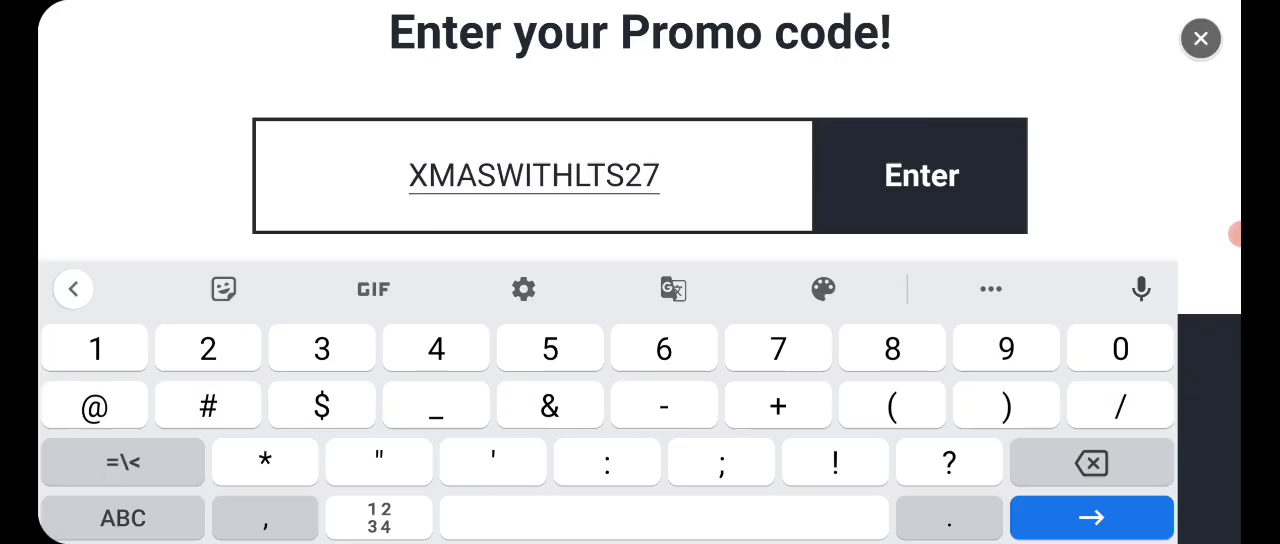 Enter your Promo code!
XMASWITHLTS27
Enter
GIF
1 2 3 4 5 6 7 8 9 0
@ # $ _ & - + ( ) /
=\< * " ' : ; ! ?
ABC , 12 .
34